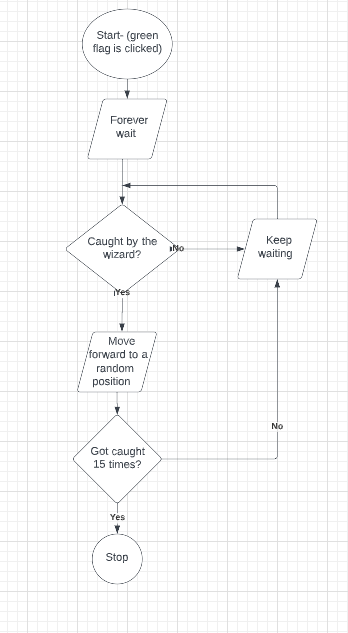 Start- (green
flag is clicked)
Forever
wait
Caught by the
wizard?
No
Keep
waiting
Yes
Move
forward to a
random
position
No
Got caught
15 times?
Yes
Stop